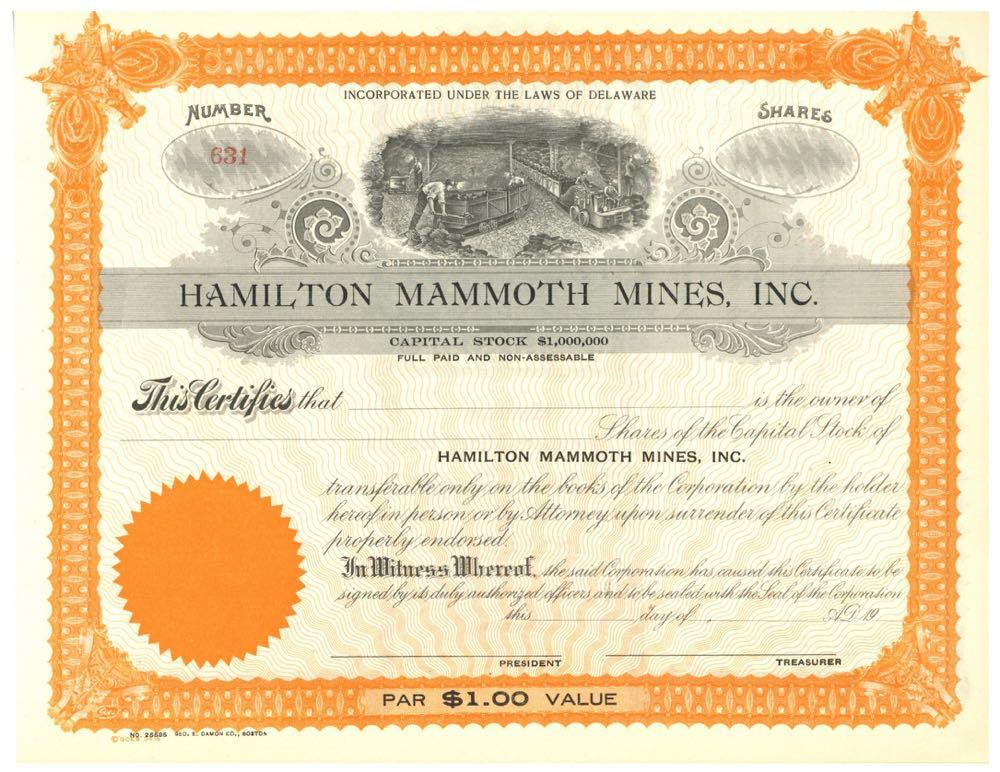 INCORPORATED UNDER THE LAWS OF DELAWARE
NUMBER
SHARES
631
HAMILTON MAMMOTH MINES, INC.
CAPITAL STOCK $1,000,000
FULL PAID AND NON-ASSESSABLE
This Certifies that is the owner of
Shares of the Capital Stock of
HAMILTON MAMMOTH MINES, INC.
transferable only on the books of the Corporation by the holder
hereof in person or by Attorney upon surrender of this Certificate
properly endorsed.
In Witness Whereof, the said Corporation has caused this Certificate to be
signed by its duly authorized officers and to be sealed with the Seal of the Corporation
this day of A.D. 19
PRESIDENT
TREASURER
PAR $1.00 VALUE
NO. 25585 GEO. E. DAMON CO., BOSTON